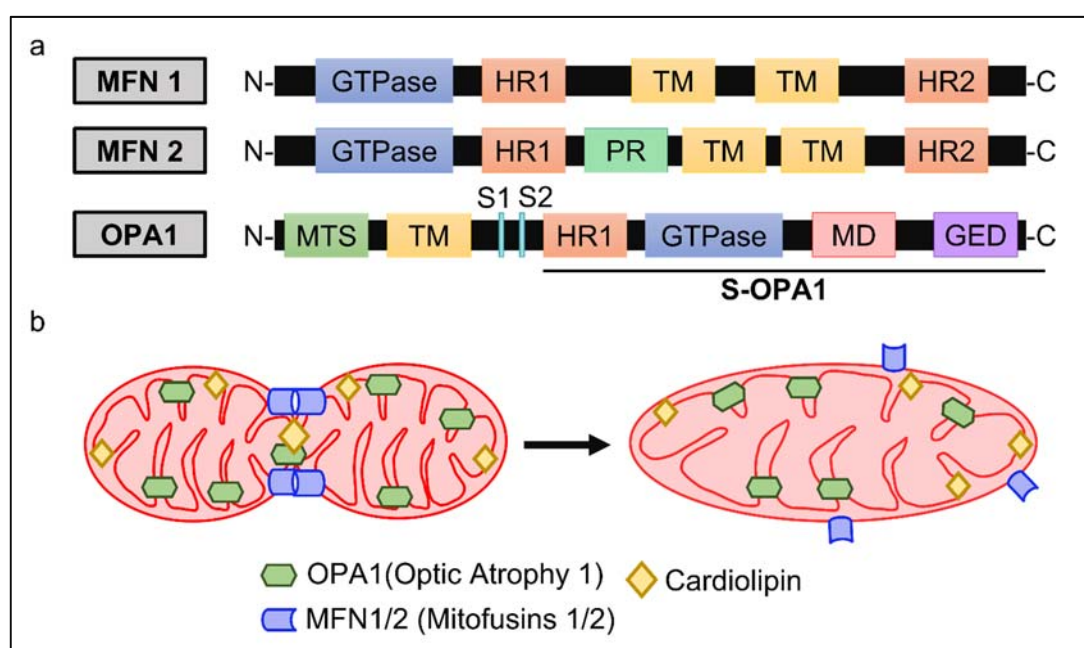 a
MFN 1 N- GTPase HR1 TM TM HR2 -C
MFN 2 N- GTPase HR1 PR TM TM HR2 -C
S1 S2
OPA1 N- MTS TM HR1 GTPase MD GED -C
S-OPA1
b
OPA1(Optic Atrophy 1) Cardiolipin
MFN1/2 (Mitofusins 1/2)